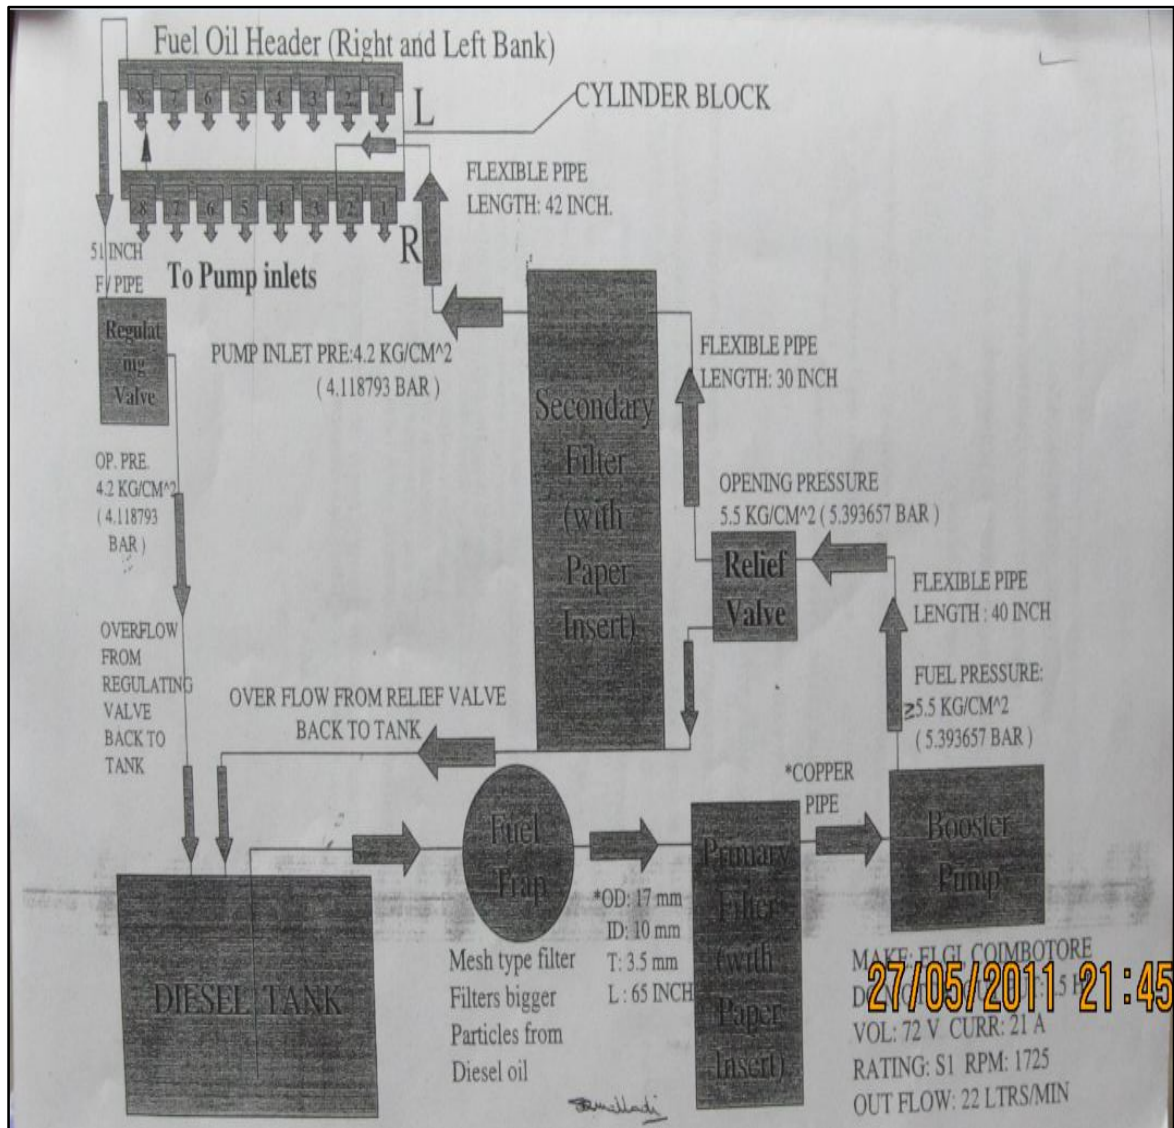 Fuel Oil Header (Right and Left Bank)
8 7 6 5 4 3 2 1
L
CYLINDER BLOCK
8 7 6 5 4 3 2 1
R
To Pump inlets
FLEXIBLE PIPE
LENGTH: 42 INCH.
51 INCH
F/ PIPE
Regulat
ing
Valve
PUMP INLET PRE:4.2 KG/CM^2
( 4.118793 BAR )
OP. PRE.
4.2 KG/CM^2
( 4.118793
BAR )
Secondary
Filter
(with
Paper
Insert)
FLEXIBLE PIPE
LENGTH: 30 INCH
OPENING PRESSURE
5.5 KG/CM^2 ( 5.393657 BAR )
Relief
Valve
FLEXIBLE PIPE
LENGTH : 40 INCH
FUEL PRESSURE:
≥5.5 KG/CM^2
( 5.393657 BAR )
OVERFLOW
FROM
REGULATING
VALVE
BACK TO
TANK
OVER FLOW FROM RELIEF VALVE
BACK TO TANK
*COPPER
PIPE
DIESEL TANK
Fuel
Trap
Mesh type filter
Filters bigger
Particles from
Diesel oil
*OD: 17 mm
ID: 10 mm
T: 3.5 mm
L : 65 INCH
Primary
Filter
(with
Paper
Insert)
Booster
Pump
MAKE: ELGI COIMBOTORE
27/05/2011 21:45
VOL: 72 V CURR: 21 A
RATING: S1 RPM: 1725
OUT FLOW: 22 LTRS/MIN